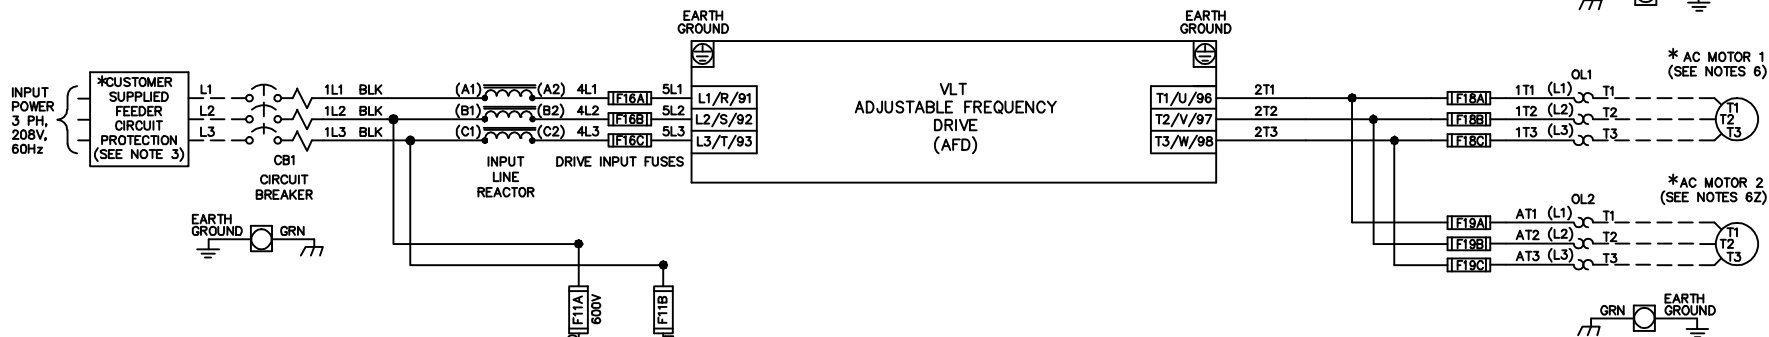 INPUT
POWER
3 PH,
208V,
60Hz
*CUSTOMER
SUPPLIED
FEEDER
CIRCUIT
PROTECTION
(SEE NOTE 3)
L1
L2
L3
CB1
CIRCUIT
BREAKER
1L1 BLK
1L2 BLK
1L3 BLK
(A1) (A2) 4L1 F16A 5L1
(B1) (B2) 4L2 F16B 5L2
(C1) (C2) 4L3 F16C 5L3
INPUT
LINE
REACTOR
DRIVE INPUT FUSES
EARTH
GROUND
EARTH
GROUND
L1/R/91
L2/S/92
L3/T/93
VLT
ADJUSTABLE FREQUENCY
DRIVE
(AFD)
T1/U/96
T2/V/97
T3/W/98
2T1
2T2
2T3
OL1
F18A 1T1 (L1) T1
F18B 1T2 (L2) T2
F18C 1T3 (L3) T3
* AC MOTOR 1
(SEE NOTES 6)
T1
T2
T3
OL2
F19A AT1 (L1) T1
F19B AT2 (L2) T2
F19C AT3 (L3) T3
*AC MOTOR 2
(SEE NOTES 6Z)
T1
T2
T3
EARTH
GROUND
GRN
F11A
600V
F11B
GRN
EARTH
GROUND